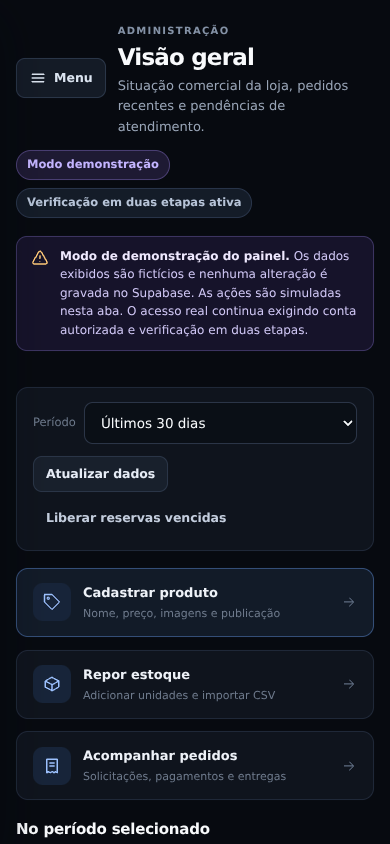 ADMINISTRAÇÃO
Menu
Visão geral
Situação comercial da loja, pedidos
recentes e pendências de
atendimento.
Modo demonstração
Verificação em duas etapas ativa
Modo de demonstração do painel. Os dados
exibidos são fictícios e nenhuma alteração é
gravada no Supabase. As ações são simuladas
nesta aba. O acesso real continua exigindo conta
autorizada e verificação em duas etapas.
Período
Últimos 30 dias
Atualizar dados
Liberar reservas vencidas
Cadastrar produto
Nome, preço, imagens e publicação
Repor estoque
Adicionar unidades e importar CSV
Acompanhar pedidos
Solicitações, pagamentos e entregas
No período selecionado